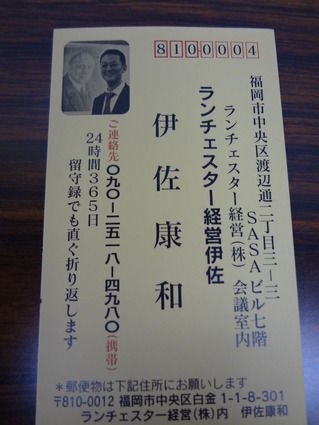 810-0004
福岡市中央区渡辺通二丁目三-三
SASAビル七階
ランチェスター経営(株) 会議室内
ランチェスター経営伊佐
伊佐康和
ご連絡先 〇九〇-二五一八-四九八〇(携帯)
24時間365日
留守録でも直ぐ折り返します
*郵便物は下記住所にお願いします
〒810-0012 福岡市中央区白金1-1-8-301
ランチェスター経営(株)内 伊佐康和